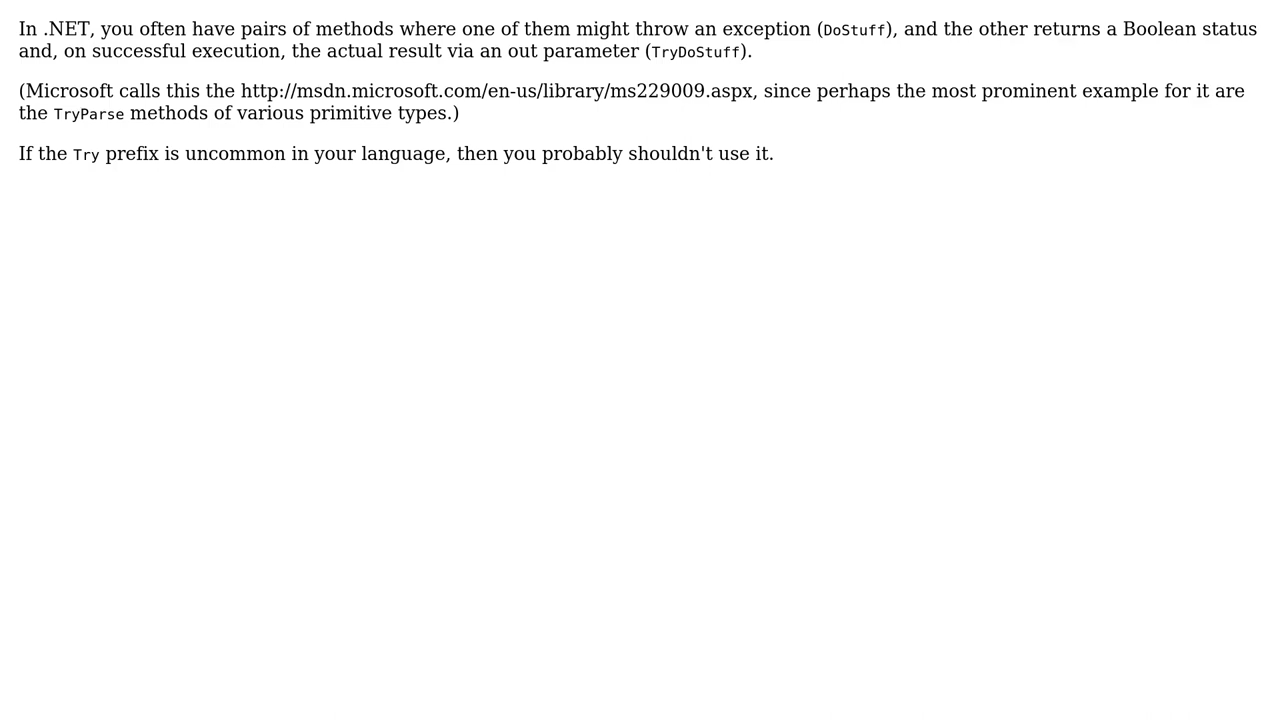 In .NET, you often have pairs of methods where one of them might throw an exception (DoStuff), and the other returns a Boolean status
and, on successful execution, the actual result via an out parameter (TryDoStuff).
(Microsoft calls this the http://msdn.microsoft.com/en-us/library/ms229009.aspx, since perhaps the most prominent example for it are
the TryParse methods of various primitive types.)
If the Try prefix is uncommon in your language, then you probably shouldn't use it.